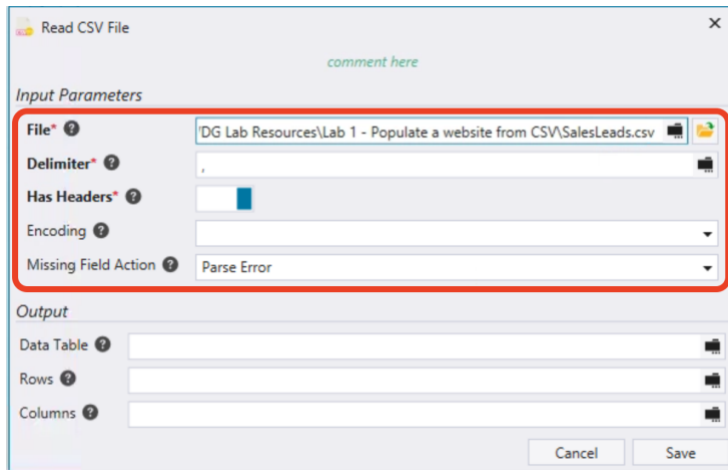 Read CSV File
comment here
Input Parameters
File*
'DG Lab Resources\Lab 1 - Populate a website from CSV\SalesLeads.csv
Delimiter*
,
Has Headers*
Encoding
Missing Field Action
Parse Error
Output
Data Table
Rows
Columns
Cancel
Save